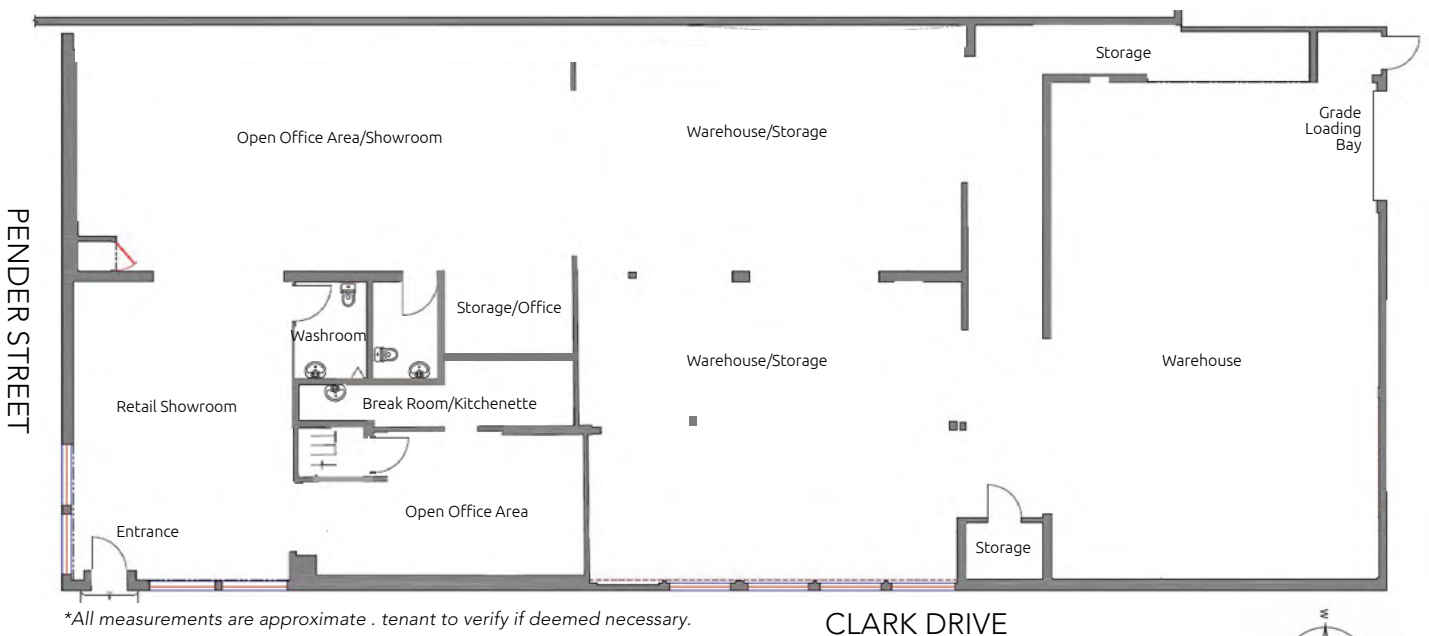 Storage
Grade
Loading
Bay
Open Office Area/Showroom
Warehouse/Storage
PENDER STREET
Storage/Office
Washroom
Warehouse/Storage
Warehouse
Retail Showroom
Break Room/Kitchenette
Entrance
Open Office Area
Storage
*All measurements are approximate . tenant to verify if deemed necessary.
CLARK DRIVE
W